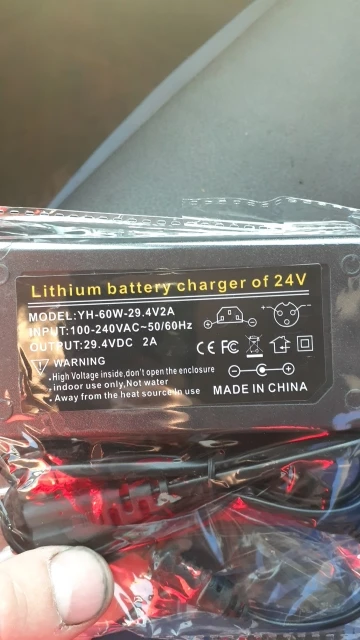 Lithium battery charger of 24V
MODEL:YH-60W-29.4V2A
INPUT:100-240VAC~50/60Hz
OUTPUT:29.4VDC 2A
WARNING
.High Voltage inside,don't open the enclosure
.indoor use only,Not water
.Away from the heat source in use
CE FC
MADE IN CHINA